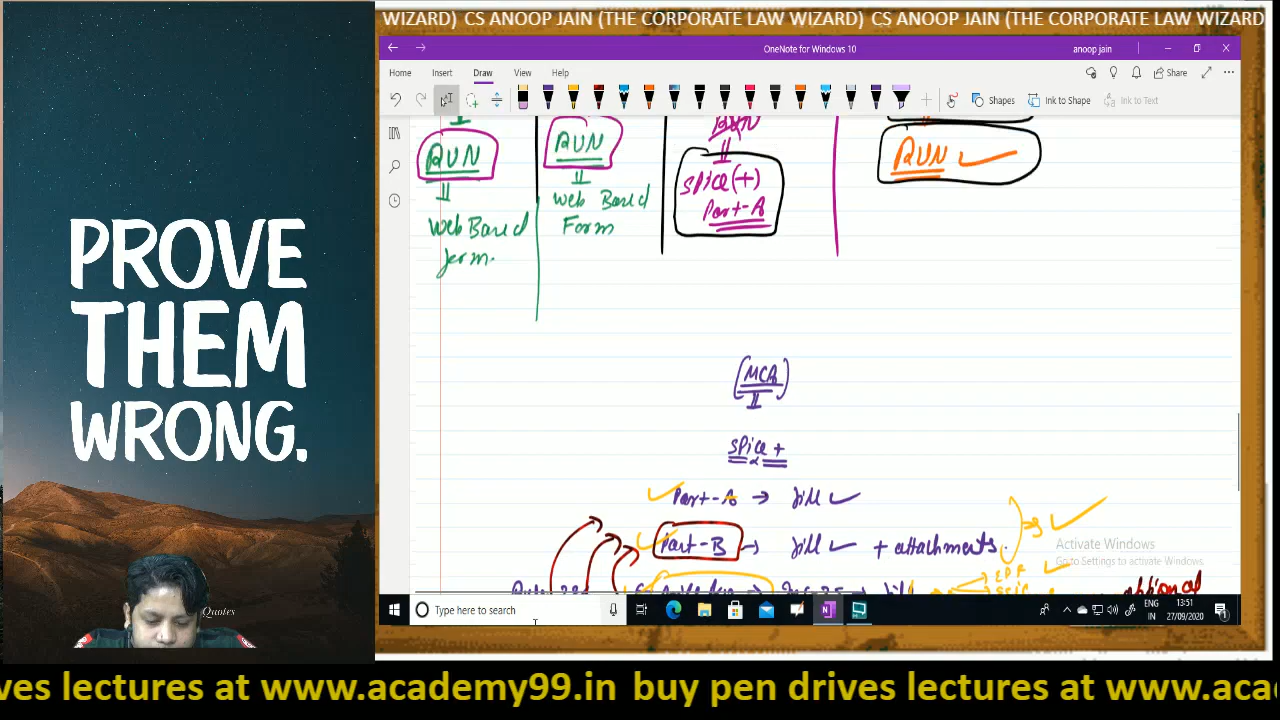 WIZARD) CS ANOOP JAIN (THE CORPORATE LAW WIZARD) CS ANOOP JAIN (THE CORPORATE LAW WIZARD
OneNote for Windows 10
anoop jain
Home Insert Draw View Help
Share
Shapes
Ink to Shape
Ink to Text
RUN
Web Based
Form
RUN
Web Based
Form
RUN
SPice(+)
Part-A
RUN
(MCA)
SPice +
Part-A → fill
Part-B → fill + attachments.
Activate Windows
Go to Settings to activate Windows.
PROVE
THEM
WRONG.
Quotes
Type here to search
ENG
IN
13:51
27/09/2020
ves lectures at www.academy99.in buy pen drives lectures at www.aca